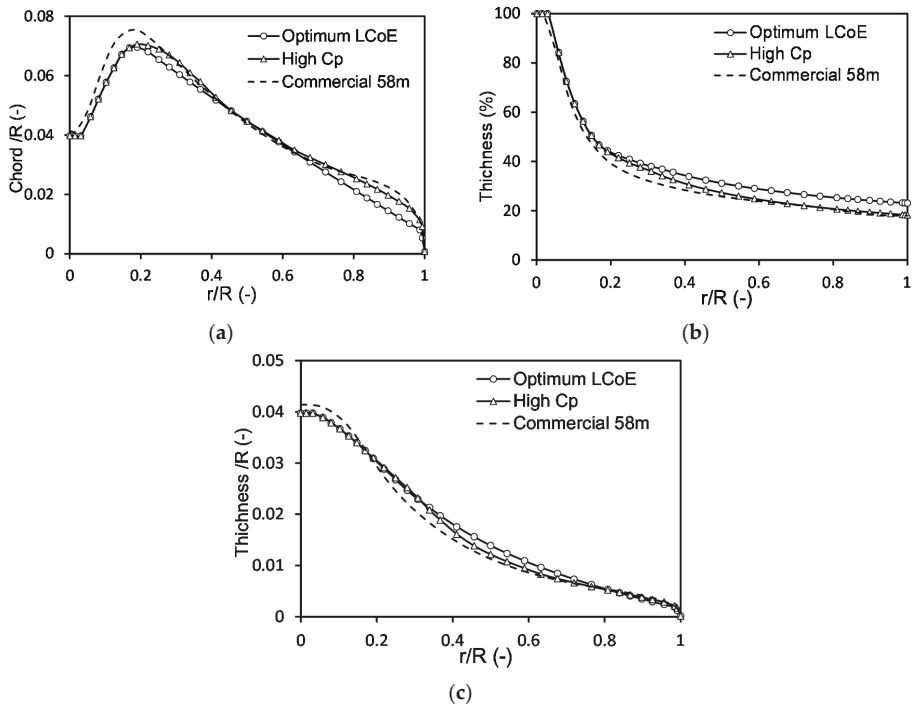 0.08
0.06
0.04
0.02
0
Chord /R (-)
0 0.2 0.4 0.6 0.8 1
r/R (-)
Optimum LCoE
High Cp
Commercial 58m
(a)
100
80
60
40
20
0
Thichness (%)
0 0.2 0.4 0.6 0.8 1
r/R (-)
Optimum LCoE
High Cp
Commercial 58m
(b)
0.05
0.04
0.03
0.02
0.01
0
Thichness /R (-)
0 0.2 0.4 0.6 0.8 1
r/R (-)
Optimum LCoE
High Cp
Commercial 58m
(c)